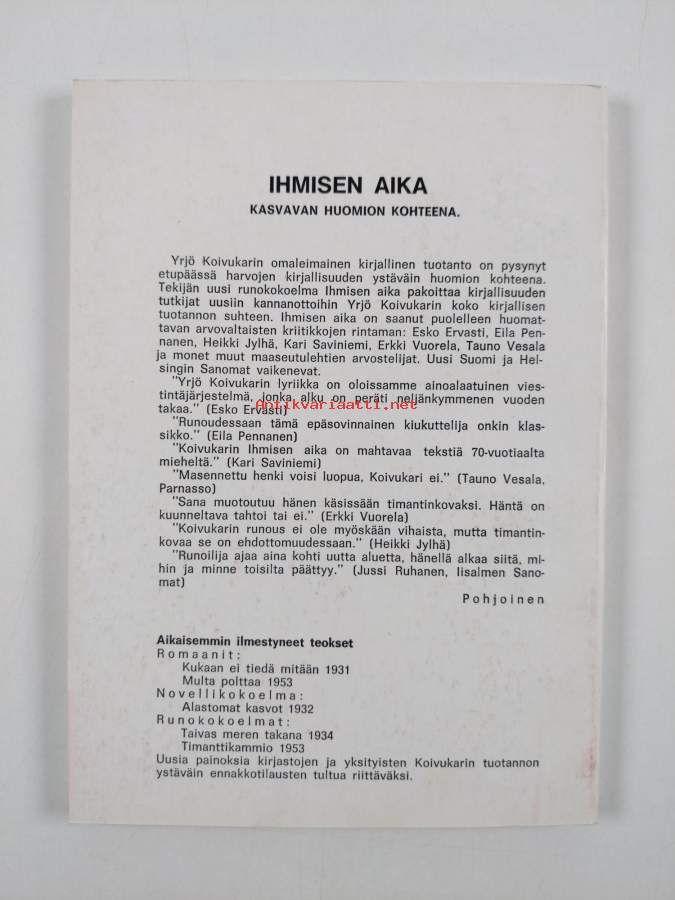 IHMISEN AIKA
KASVAVAN HUOMION KOHTEENA.
Yrjö Koivukarin omaleimainen kirjallinen tuotanto on pysynyt
etupäässä harvojen kirjallisuuden ystäväin huomion kohteena.
Tekijän uusi runokokoelma Ihmisen aika pakoittaa kirjallisuuden
tutkijat uusiin kannanottoihin Yrjö Koivukarin koko kirjallisen
tuotannon suhteen. Ihmisen aika on saanut puolelleen huomat-
tavan arvovaltaisten kriitikkojen rintaman: Esko Ervasti, Eila Pen-
nanen, Heikki Jylhä, Kari Saviniemi, Erkki Vuorela, Tauno Vesala
ja monet muut maaseutulehtien arvostelijat. Uusi Suomi ja Hel-
singin Sanomat vaikenevat.
"Yrjö Koivukarin lyriikka on oloissamme ainoalaatuinen vies-
tintäjärjestelmä, jonka alku on peräti neljänkymmenen vuoden
takaa." (Esko Ervasti)
Antikvariaatti.net
"Runoudessaan tämä epäsovinnainen kiukuttelija onkin klas-
sikko." (Eila Pennanen)
"Koivukarin Ihmisen aika on mahtavaa tekstiä 70-vuotiaalta
mieheltä." (Kari Saviniemi)
"Masennettu henki voisi luopua, Koivukari ei." (Tauno Vesala,
Parnasso)
"Sana muotoutuu hänen käsissään timantinkovaksi. Häntä on
kuunneltava tahtoi tai ei." (Erkki Vuorela)
"Koivukarin runous ei ole myöskään vihaista, mutta timantin-
kovaa se on ehdottomuudessaan." (Heikki Jylhä)
"Runoilija ajaa aina kohti uutta aluetta, hänellä alkaa siitä, mi-
hin ja minne toisilta päättyy." (Jussi Ruhanen, Iisalmen Sano-
mat)
Pohjoinen
Aikaisemmin ilmestyneet teokset
Romaanit:
Kukaan ei tiedä mitään 1931
Multa polttaa 1953
Novellikokoelma:
Alastomat kasvot 1932
Runokokoelmat:
Taivas meren takana 1934
Timanttikammio 1953
Uusia painoksia kirjastojen ja yksityisten Koivukarin tuotannon
ystäväin ennakkotilausten tultua riittäväksi.